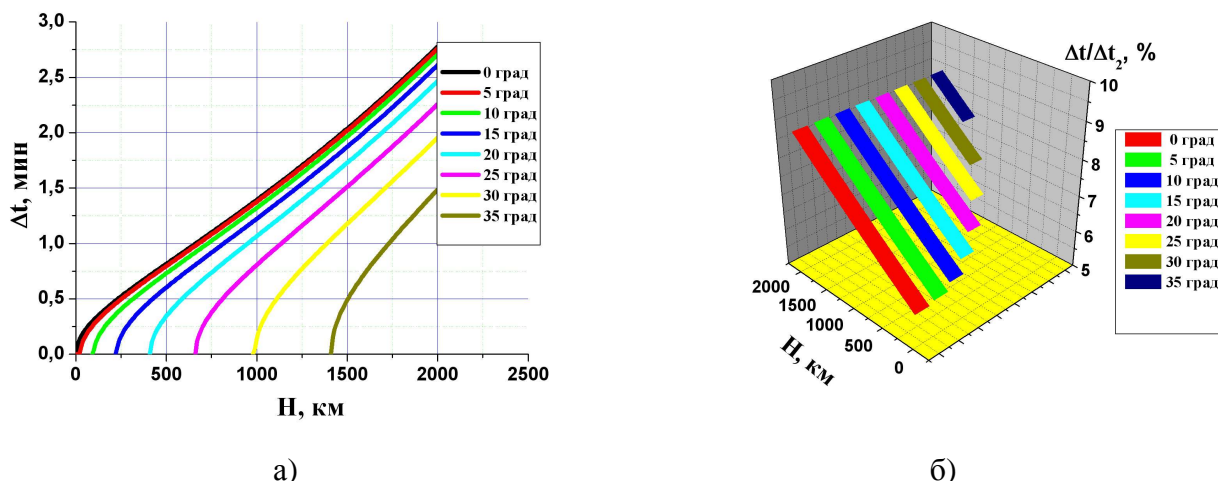 3,0
2,5
2,0
1,5
1,0
0,5
0,0
Δt, мин
0
500
1000
1500
2000
2500
H, км
0 град
5 град
10 град
15 град
20 град
25 град
30 град
35 град
а)
Δt/Δt₂, %
10
9
8
7
6
5
2000
1500
1000
500
0
H, км
0 град
5 град
10 град
15 град
20 град
25 град
30 град
35 град
б)